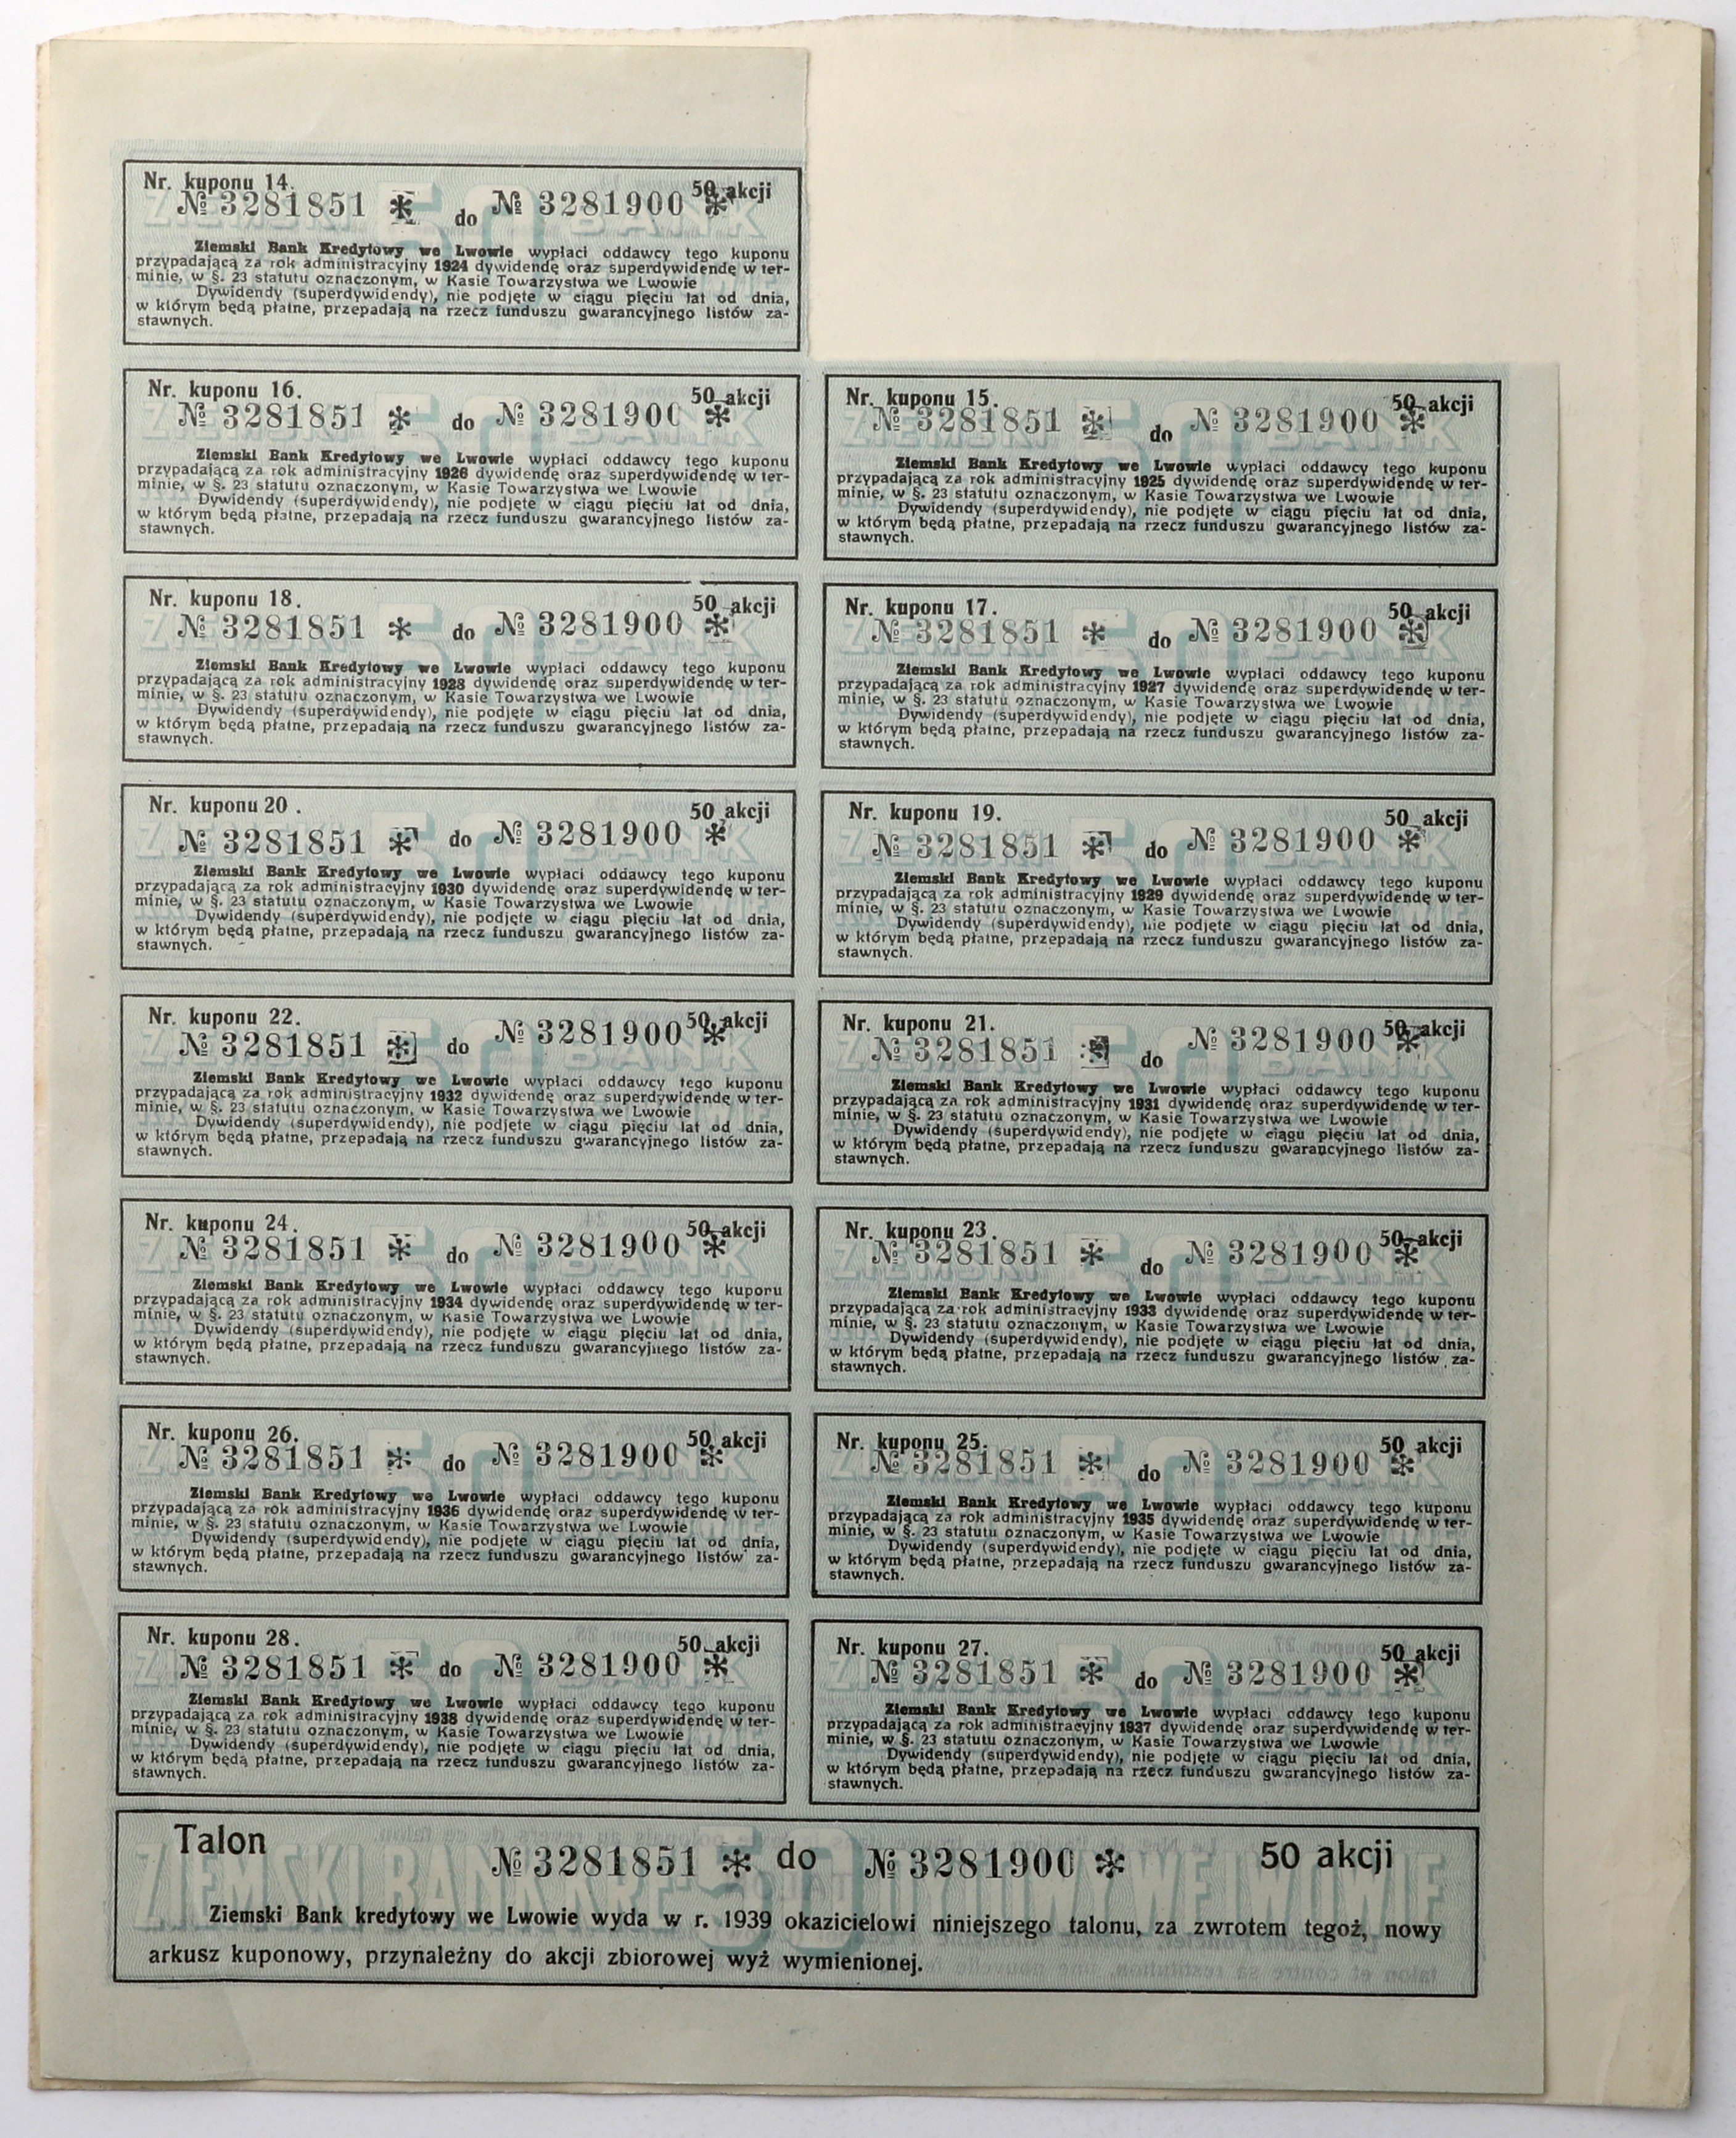 Nr. kuponu 14.
№ 3281851 * do № 3281900 *
50 akcji
Ziemski Bank Kredytowy we Lwowie wypłaci oddawcy tego kuponu
przypadającą za rok administracyjny 1924 dywidendę oraz superdywidendę w ter-
minie, w §. 23 statutu oznaczonym, w Kasie Towarzystwa we Lwowie
Dywidendy (superdywidendy), nie podjęte w ciągu pięciu lat od dnia,
w którym będą płatne, przepadają na rzecz funduszu gwarancyjnego listów za-
stawnych.
Nr. kuponu 16.
№ 3281851 * do № 3281900 *
50 akcji
Ziemski Bank Kredytowy we Lwowie wypłaci oddawcy tego kuponu
przypadającą za rok administracyjny 1926 dywidendę oraz superdywidendę w ter-
minie, w §. 23 statutu oznaczonym, w Kasie Towarzystwa we Lwowie
Dywidendy (superdywidendy), nie podjęte w ciągu pięciu lat od dnia,
w którym będą płatne, przepadają na rzecz funduszu gwarancyjnego listów za-
stawnych.
Nr. kuponu 15.
№ 3281851 * do № 3281900 *
50 akcji
Ziemski Bank Kredytowy we Lwowie wypłaci oddawcy tego kuponu
przypadającą za rok administracyjny 1925 dywidendę oraz superdywidendę w ter-
minie, w §. 23 statutu oznaczonym, w Kasie Towarzystwa we Lwowie
Dywidendy (superdywidendy), nie podjęte w ciągu pięciu lat od dnia,
w którym będą płatne, przepadają na rzecz funduszu gwarancyjnego listów za-
stawnych.
Nr. kuponu 18.
№ 3281851 * do № 3281900 *
50 akcji
Ziemski Bank Kredytowy we Lwowie wypłaci oddawcy tego kuponu
przypadającą za rok administracyjny 1928 dywidendę oraz superdywidendę w ter-
minie, w §. 23 statutu oznaczonym, w Kasie Towarzystwa we Lwowie
Dywidendy (superdywidendy), nie podjęte w ciągu pięciu lat od dnia,
w którym będą płatne, przepadają na rzecz funduszu gwarancyjnego listów za-
stawnych.
Nr. kuponu 17.
№ 3281851 * do № 3281900 *
50 akcji
Ziemski Bank Kredytowy we Lwowie wypłaci oddawcy tego kuponu
przypadającą za rok administracyjny 1927 dywidendę oraz superdywidendę w ter-
minie, w §. 23 statutu oznaczonym, w Kasie Towarzystwa we Lwowie
Dywidendy (superdywidendy), nie podjęte w ciągu pięciu lat od dnia,
w którym będą płatne, przepadają na rzecz funduszu gwarancyjnego listów za-
stawnych.
Nr. kuponu 20.
№ 3281851 * do № 3281900 *
50 akcji
Ziemski Bank Kredytowy we Lwowie wypłaci oddawcy tego kuponu
przypadającą za rok administracyjny 1930 dywidendę oraz superdywidendę w ter-
minie, w §. 23 statutu oznaczonym, w Kasie Towarzystwa we Lwowie
Dywidendy (superdywidendy), nie podjęte w ciągu pięciu lat od dnia,
w którym będą płatne, przepadają na rzecz funduszu gwarancyjnego listów za-
stawnych.
Nr. kuponu 19.
№ 3281851 * do № 3281900 *
50 akcji
Ziemski Bank Kredytowy we Lwowie wypłaci oddawcy tego kuponu
przypadającą za rok administracyjny 1929 dywidendę oraz superdywidendę w ter-
minie, w §. 23 statutu oznaczonym, w Kasie Towarzystwa we Lwowie
Dywidendy (superdywidendy), nie podjęte w ciągu pięciu lat od dnia,
w którym będą płatne, przepadają na rzecz funduszu gwarancyjnego listów za-
stawnych.
Nr. kuponu 22.
№ 3281851 * do № 3281900 *
50 akcji
Ziemski Bank Kredytowy we Lwowie wypłaci oddawcy tego kuponu
przypadającą za rok administracyjny 1932 dywidendę oraz superdywidendę w ter-
minie, w §. 23 statutu oznaczonym, w Kasie Towarzystwa we Lwowie
Dywidendy (superdywidendy), nie podjęte w ciągu pięciu lat od dnia,
w którym będą płatne, przepadają na rzecz funduszu gwarancyjnego listów za-
stawnych.
Nr. kuponu 21.
№ 3281851 * do № 3281900 *
50 akcji
Ziemski Bank Kredytowy we Lwowie wypłaci oddawcy tego kuponu
przypadającą za rok administracyjny 1931 dywidendę oraz superdywidendę w ter-
minie, w §. 23 statutu oznaczonym, w Kasie Towarzystwa we Lwowie
Dywidendy (superdywidendy), nie podjęte w ciągu pięciu lat od dnia,
w którym będą płatne, przepadają na rzecz funduszu gwarancyjnego listów za-
stawnych.
Nr. kuponu 24.
№ 3281851 * do № 3281900 *
50 akcji
Ziemski Bank Kredytowy we Lwowie wypłaci oddawcy tego kuponu
przypadającą za rok administracyjny 1934 dywidendę oraz superdywidendę w ter-
minie, w §. 23 statutu oznaczonym, w Kasie Towarzystwa we Lwowie
Dywidendy (superdywidendy), nie podjęte w ciągu pięciu lat od dnia,
w którym będą płatne, przepadają na rzecz funduszu gwarancyjnego listów za-
stawnych.
Nr. kuponu 23.
№ 3281851 * do № 3281900 *
50 akcji
Ziemski Bank Kredytowy we Lwowie wypłaci oddawcy tego kuponu
przypadającą za rok administracyjny 1933 dywidendę oraz superdywidendę w ter-
minie, w §. 23 statutu oznaczonym, w Kasie Towarzystwa we Lwowie
Dywidendy (superdywidendy), nie podjęte w ciągu pięciu lat od dnia,
w którym będą płatne, przepadają na rzecz funduszu gwarancyjnego listów za-
stawnych.
Nr. kuponu 26.
№ 3281851 * do № 3281900 *
50 akcji
Ziemski Bank Kredytowy we Lwowie wypłaci oddawcy tego kuponu
przypadającą za rok administracyjny 1936 dywidendę oraz superdywidendę w ter-
minie, w §. 23 statutu oznaczonym, w Kasie Towarzystwa we Lwowie
Dywidendy (superdywidendy), nie podjęte w ciągu pięciu lat od dnia,
w którym będą płatne, przepadają na rzecz funduszu gwarancyjnego listów za-
stawnych.
Nr. kuponu 25.
№ 3281851 * do № 3281900 *
50 akcji
Ziemski Bank Kredytowy we Lwowie wypłaci oddawcy tego kuponu
przypadającą za rok administracyjny 1935 dywidendę oraz superdywidendę w ter-
minie, w §. 23 statutu oznaczonym, w Kasie Towarzystwa we Lwowie
Dywidendy (superdywidendy), nie podjęte w ciągu pięciu lat od dnia,
w którym będą płatne, przepadają na rzecz funduszu gwarancyjnego listów za-
stawnych.
Nr. kuponu 28.
№ 3281851 * do № 3281900 *
50 akcji
Ziemski Bank Kredytowy we Lwowie wypłaci oddawcy tego kuponu
przypadającą za rok administracyjny 1938 dywidendę oraz superdywidendę w ter-
minie, w §. 23 statutu oznaczonym, w Kasie Towarzystwa we Lwowie
Dywidendy (superdywidendy), nie podjęte w ciągu pięciu lat od dnia,
w którym będą płatne, przepadają na rzecz funduszu gwarancyjnego listów za-
stawnych.
Nr. kuponu 27.
№ 3281851 * do № 3281900 *
50 akcji
Ziemski Bank Kredytowy we Lwowie wypłaci oddawcy tego kuponu
przypadającą za rok administracyjny 1937 dywidendę oraz superdywidendę w ter-
minie, w §. 23 statutu oznaczonym, w Kasie Towarzystwa we Lwowie
Dywidendy (superdywidendy), nie podjęte w ciągu pięciu lat od dnia,
w którym będą płatne, przepadają na rzecz funduszu gwarancyjnego listów za-
stawnych.
Talon
№ 3281851 * do № 3281900 *
50 akcji
Ziemski Bank kredytowy we Lwowie wyda w r. 1939 okazicielowi niniejszego talonu, za zwrotem tegoż, nowy
arkusz kuponowy, przynależny do akcji zbiorowej wyż wymienionej.